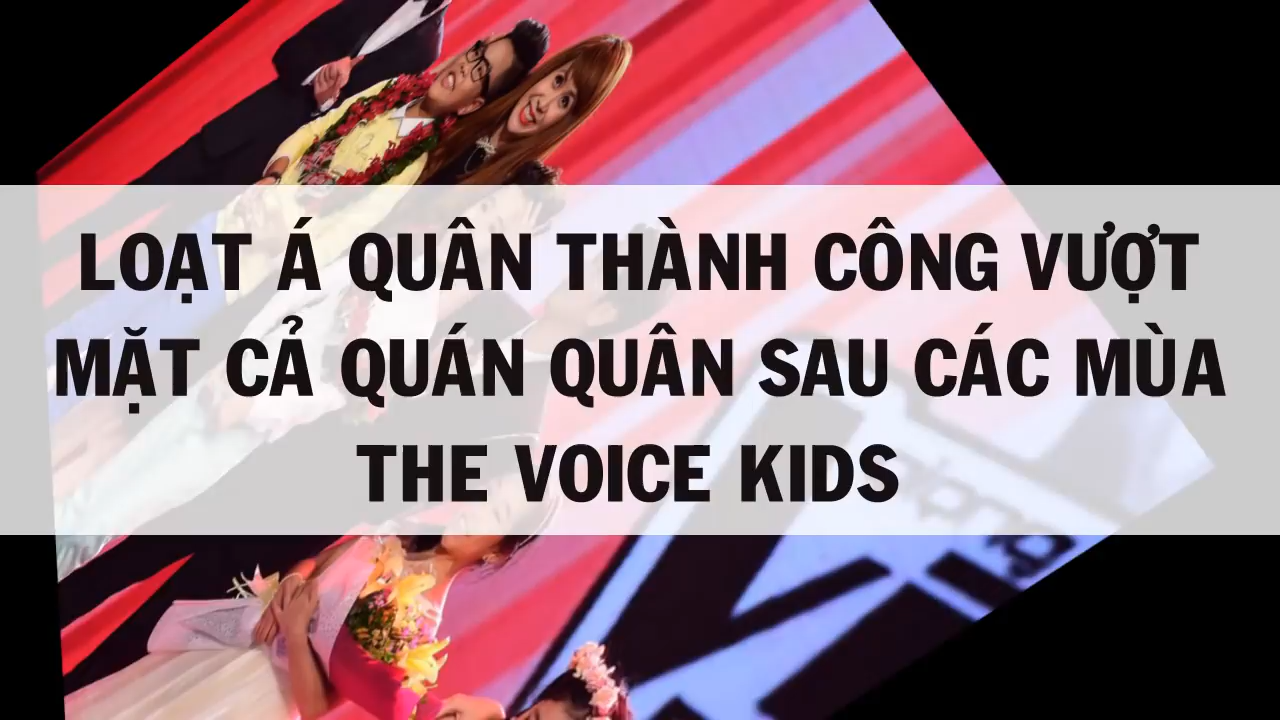 LOẠT Á QUÂN THÀNH CÔNG VƯỢT
MẶT CẢ QUÁN QUÂN SAU CÁC MÙA
THE VOICE KIDS